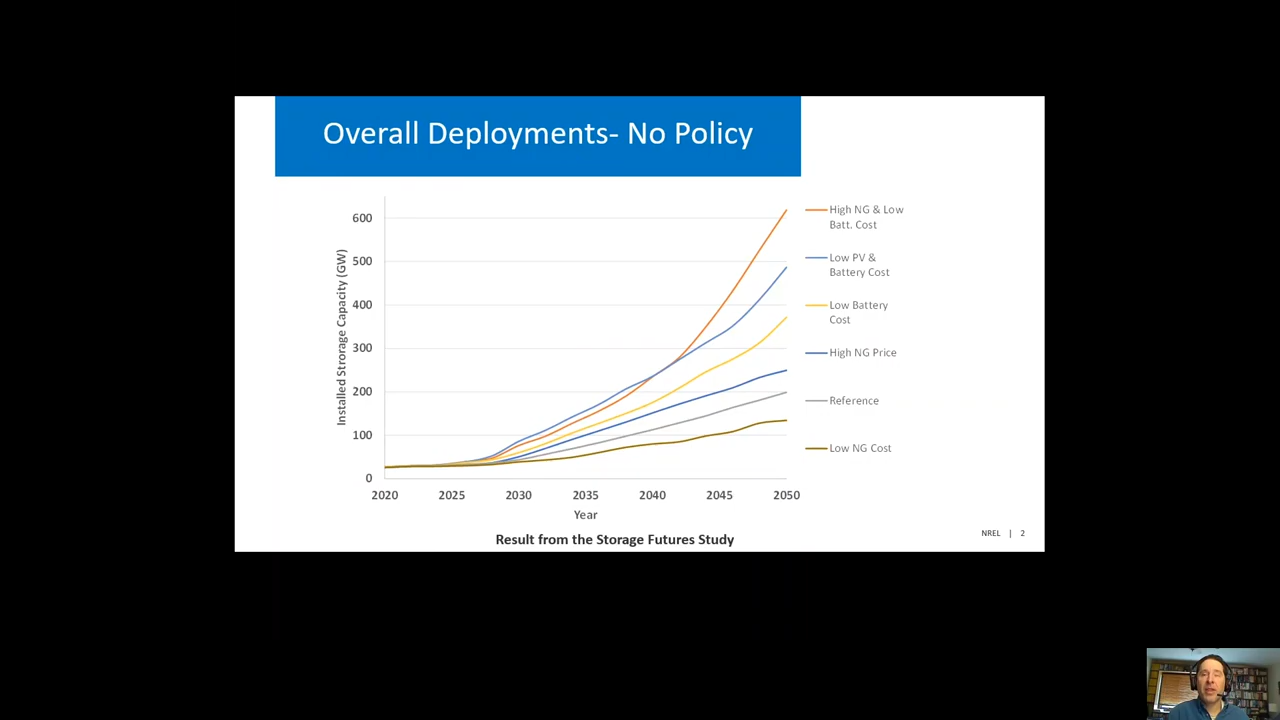 Overall Deployments- No Policy
600
500
400
300
200
100
0
Installed Strorage Capacity (GW)
2020 2025 2030 2035 2040 2045 2050
Year
High NG & Low
Batt. Cost
Low PV &
Battery Cost
Low Battery
Cost
High NG Price
Reference
Low NG Cost
Result from the Storage Futures Study
NREL | 2